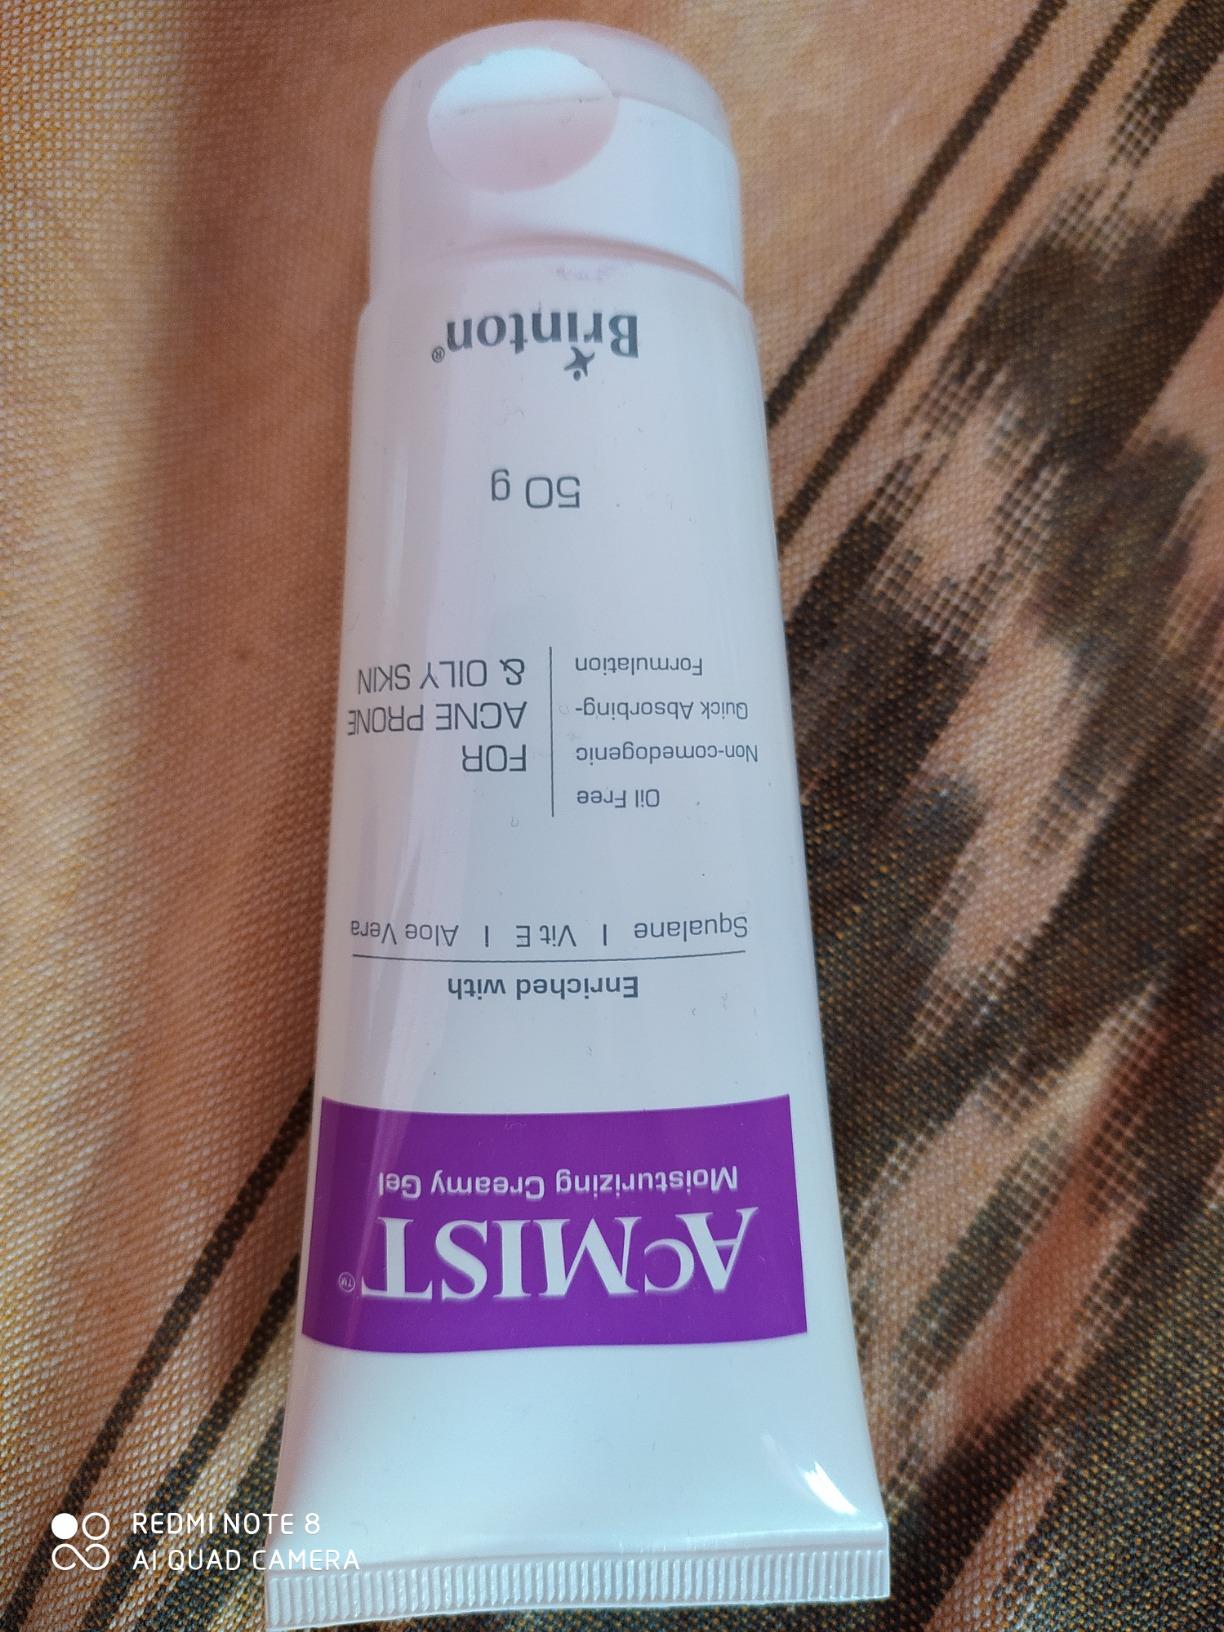 ACMIST™
Moisturizing Creamy Gel
Enriched with
Squalane | Vit E | Aloe Vera
Oil Free
Non-comedogenic
Quick Absorbing-
Formulation
FOR
ACNE PRONE
& OILY SKIN
50 g
Brinton®
REDMI NOTE 8
AI QUAD CAMERA